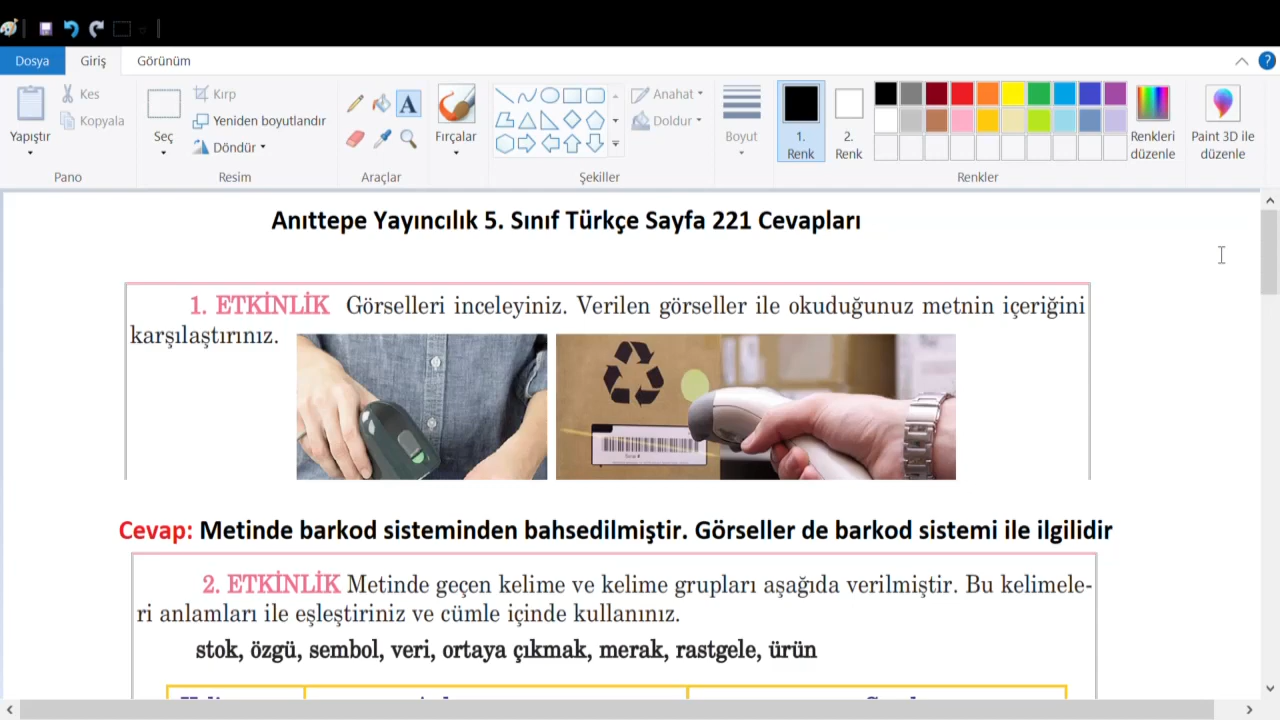 Dosya
Giriş
Görünüm
Yapıştır
Kes
Kopyala
Pano
Seç
Kırp
Yeniden boyutlandır
Döndür
Resim
A
Araçlar
Fırçalar
Anahat
Doldur
Şekiller
Boyut
1.
Renk
2.
Renk
Renkleri
düzenle
Renkler
Paint 3D ile
düzenle
Anıttepe Yayıncılık 5. Sınıf Türkçe Sayfa 221 Cevapları
1. ETKİNLİK Görselleri inceleyiniz. Verilen görseller ile okuduğunuz metnin içeriğini
karşılaştırınız.
Cevap: Metinde barkod sisteminden bahsedilmiştir. Görseller de barkod sistemi ile ilgilidir
2. ETKİNLİK Metinde geçen kelime ve kelime grupları aşağıda verilmiştir. Bu kelimele-
ri anlamları ile eşleştiriniz ve cümle içinde kullanınız.
stok, özgü, sembol, veri, ortaya çıkmak, merak, rastgele, ürün